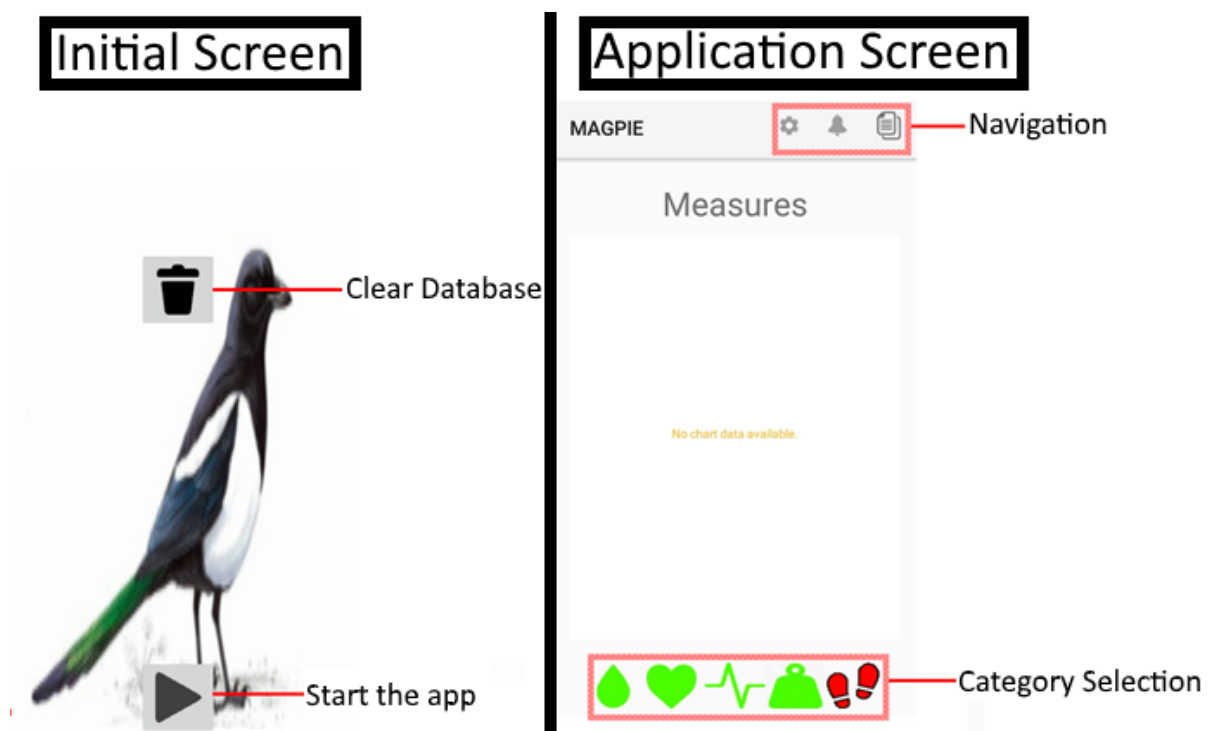 Initial Screen
Clear Database
Start the app
Application Screen
MAGPIE
Navigation
Measures
No chart data available.
Category Selection